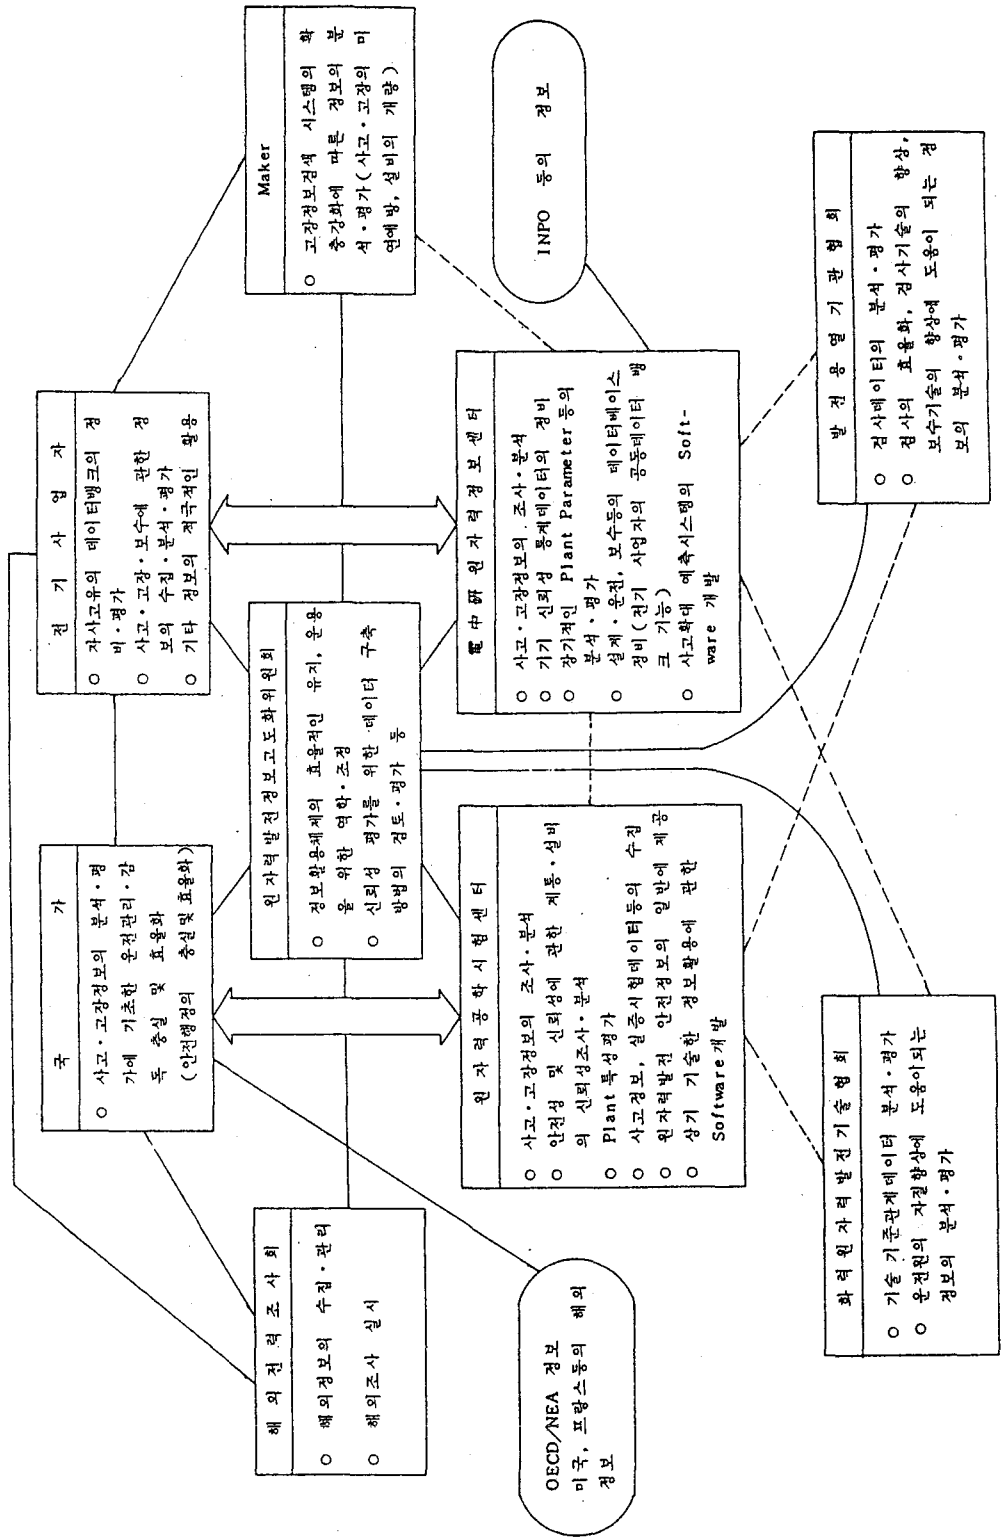 국 가
○ 사고·고장정보의 분석·평
가에 기초한 운전관리·감
독 충실 및 효율화
(안전행정의 충실및 효율화)
전 기 사 업 자
○ 자사고유의 데이터뱅크의 정
비·평가
○ 사고·고장·보수에 관한 정
보의 수집·분석·평가
○ 기타 정보의 적극적인 활용
해 외 전 력 조 사 회
○ 해외정보의 수집·관리
○ 해외조사 실시
원자력발전정보고도화위원회
○ 정보활용체제의 효율적인 유지, 운용
을 위한 역학·조정
○ 신뢰성 평가를 위한 데이터 구축
방법의 검토·평가 등
Maker
○ 고장정보검색 시스템의 확
충강화에 따른 정보의 분
석·평가(사고·고장의 미
연예방, 설비의 개량)
원 자 력 공 학 시 험 센 터
○ 사고·고장정보의 조사·분석
○ 안전성 및 신뢰성에 관한 계통·설비
의 신뢰성조사·분석
○ Plant 특성평가
○ 사고정보, 실증시험데이터등의 수집
○ 원자력발전 안전정보의 일반에 제공
○ 상기 기술한 정보활용에 관한
Software 개발
電中研 원자력정보센터
○ 사고·고장정보의 조사·분석
○ 기기 신뢰성 통계데이터의 정비
○ 장기적인 Plant Parameter 등의
분석·평가
○ 설계·운전, 보수등의 데이터베이스
정비(전기 사업자의 공동데이터 뱅
크 기능)
○ 사고확대 예측시스템의 Soft-
ware 개발
OECD/NEA 정보
미국, 프랑스등의 해외
정보
INPO 등의 정보
화 력 원 자 력 발 전 기 술 협 회
○ 기술 기준관계데이터 분석·평가
○ 운전원의 자질향상에 도움이되는
정보의 분석·평가
발 전 용 열 기 관 협 회
○ 검사데이터의 분석·평가
○ 검사의 효율화, 검사기술의 향상,
보수기술의 향상에 도움이 되는 정
보의 분석·평가